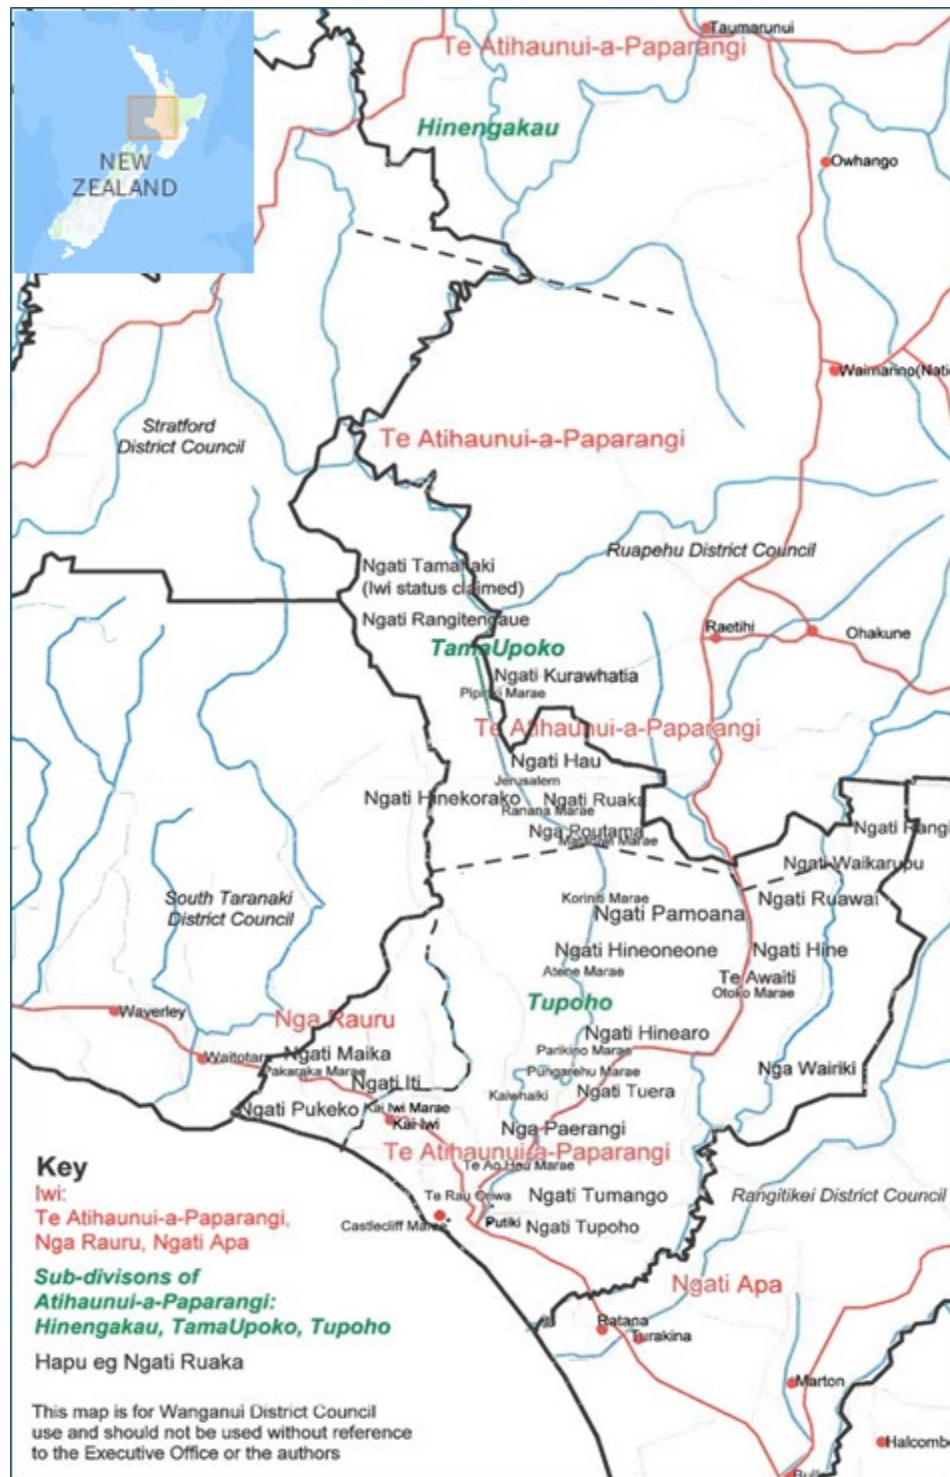 Taumarunui
Te Atihaunui-a-Paparangi
Hinengakau
Owhango
NEW
ZEALAND
Stratford
District Council
Te Atihaunui-a-Paparangi
Ruapehu District Council
Ngati Tamahaki
(Iwi status claimed)
Ngati Rangitengaue
TamaUpoko
Raetihi
Ohakune
Ngati Kurawhatia
Pipiriki Marae
Te Atihaunui-a-Paparangi
Ngati Hau
Jerusalem
Ngati Hinekorako
Ngati Ruaka
Ranana Marae
Nga Poutama
Marae
Ngati Waikarupu
Ngati Ruawai
South Taranaki
District Council
Koriniti Marae
Ngati Pamoana
Ngati Hineoneone
Ngati Hine
Atene Marae
Te Awaiti
Otoko Marae
Tupoho
Waverley
Nga Rauru
Ngati Hinearo
Waitotara
Ngati Maika
Pakaraka Marae
Parikino Marae
Pungarehu Marae
Nga Wairiki
Ngati Iti
Ngati Tuera
Kaiwhaiki
Ngati Pukeko
Kai Iwi Marae
Kai-Iwi
Nga Paerangi
Te Atihaunui-a-Paparangi
Te Ao Hou Marae
Te Rau Oriwa
Ngati Tumango
Rangitikei District Council
Castlecliff Marae
Putiki
Ngati Tupoho
Ngati Apa
Ratana
Turakina
Marton
Key
Iwi:
Te Atihaunui-a-Paparangi,
Nga Rauru, Ngati Apa
Sub-divisons of
Atihaunui-a-Paparangi:
Hinengakau, TamaUpoko, Tupoho
Hapu eg Ngati Ruaka
This map is for Wanganui District Council
use and should not be used without reference
to the Executive Office or the authors